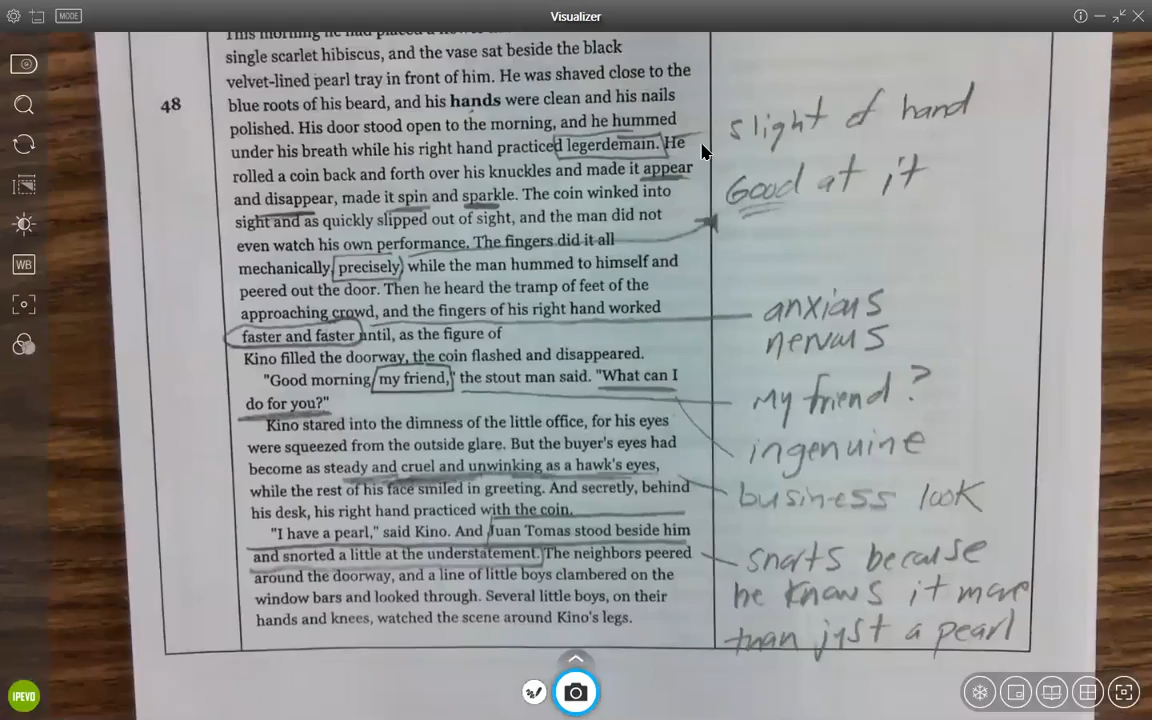 MODE
Visualizer
single scarlet hibiscus, and the vase sat beside the black
velvet-lined pearl tray in front of him. He was shaved close to the
48
blue roots of his beard, and his hands were clean and his nails
polished. His door stood open to the morning, and he hummed
under his breath while his right hand practiced legerdemain. He
rolled a coin back and forth over his knuckles and made it appear
and disappear, made it spin and sparkle. The coin winked into
sight and as quickly slipped out of sight, and the man did not
even watch his own performance. The fingers did it all
mechanically, precisely, while the man hummed to himself and
peered out the door. Then he heard the tramp of feet of the
approaching crowd, and the fingers of his right hand worked
faster and faster until, as the figure of
Kino filled the doorway, the coin flashed and disappeared.
"Good morning, my friend," the stout man said. "What can I
do for you?"
Kino stared into the dimness of the little office, for his eyes
were squeezed from the outside glare. But the buyer's eyes had
become as steady and cruel and unwinking as a hawk's eyes,
while the rest of his face smiled in greeting. And secretly, behind
his desk, his right hand practiced with the coin.
"I have a pearl," said Kino. And Juan Tomas stood beside him
and snorted a little at the understatement. The neighbors peered
around the doorway, and a line of little boys clambered on the
window bars and looked through. Several little boys, on their
hands and knees, watched the scene around Kino's legs.
slight of hand
Good at it
anxious
nervous
My friend?
ingenuine
business look
snorts because
he knows it more
than just a pearl
WB
IPEVO